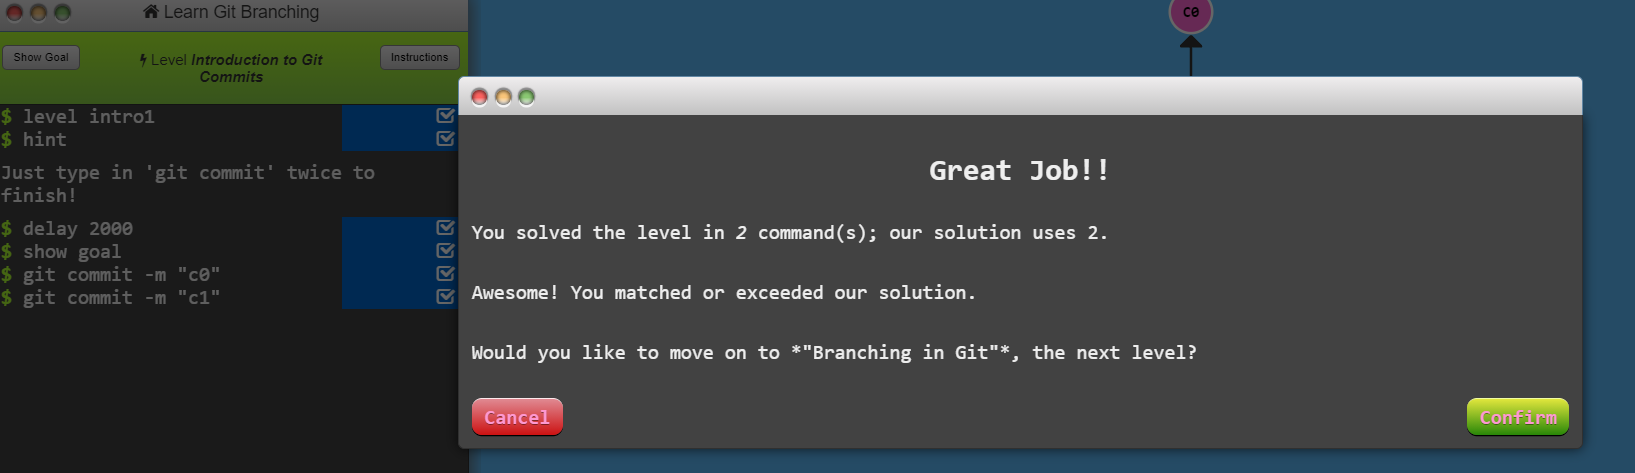 Learn Git Branching
C0
Show Goal
Level Introduction to Git
Commits
Instructions
$ level intro1
$ hint
Just type in 'git commit' twice to
finish!
$ delay 2000
$ show goal
$ git commit -m "c0"
$ git commit -m "c1"
Great Job!!
You solved the level in 2 command(s); our solution uses 2.
Awesome! You matched or exceeded our solution.
Would you like to move on to *"Branching in Git"*, the next level?
Cancel
Confirm